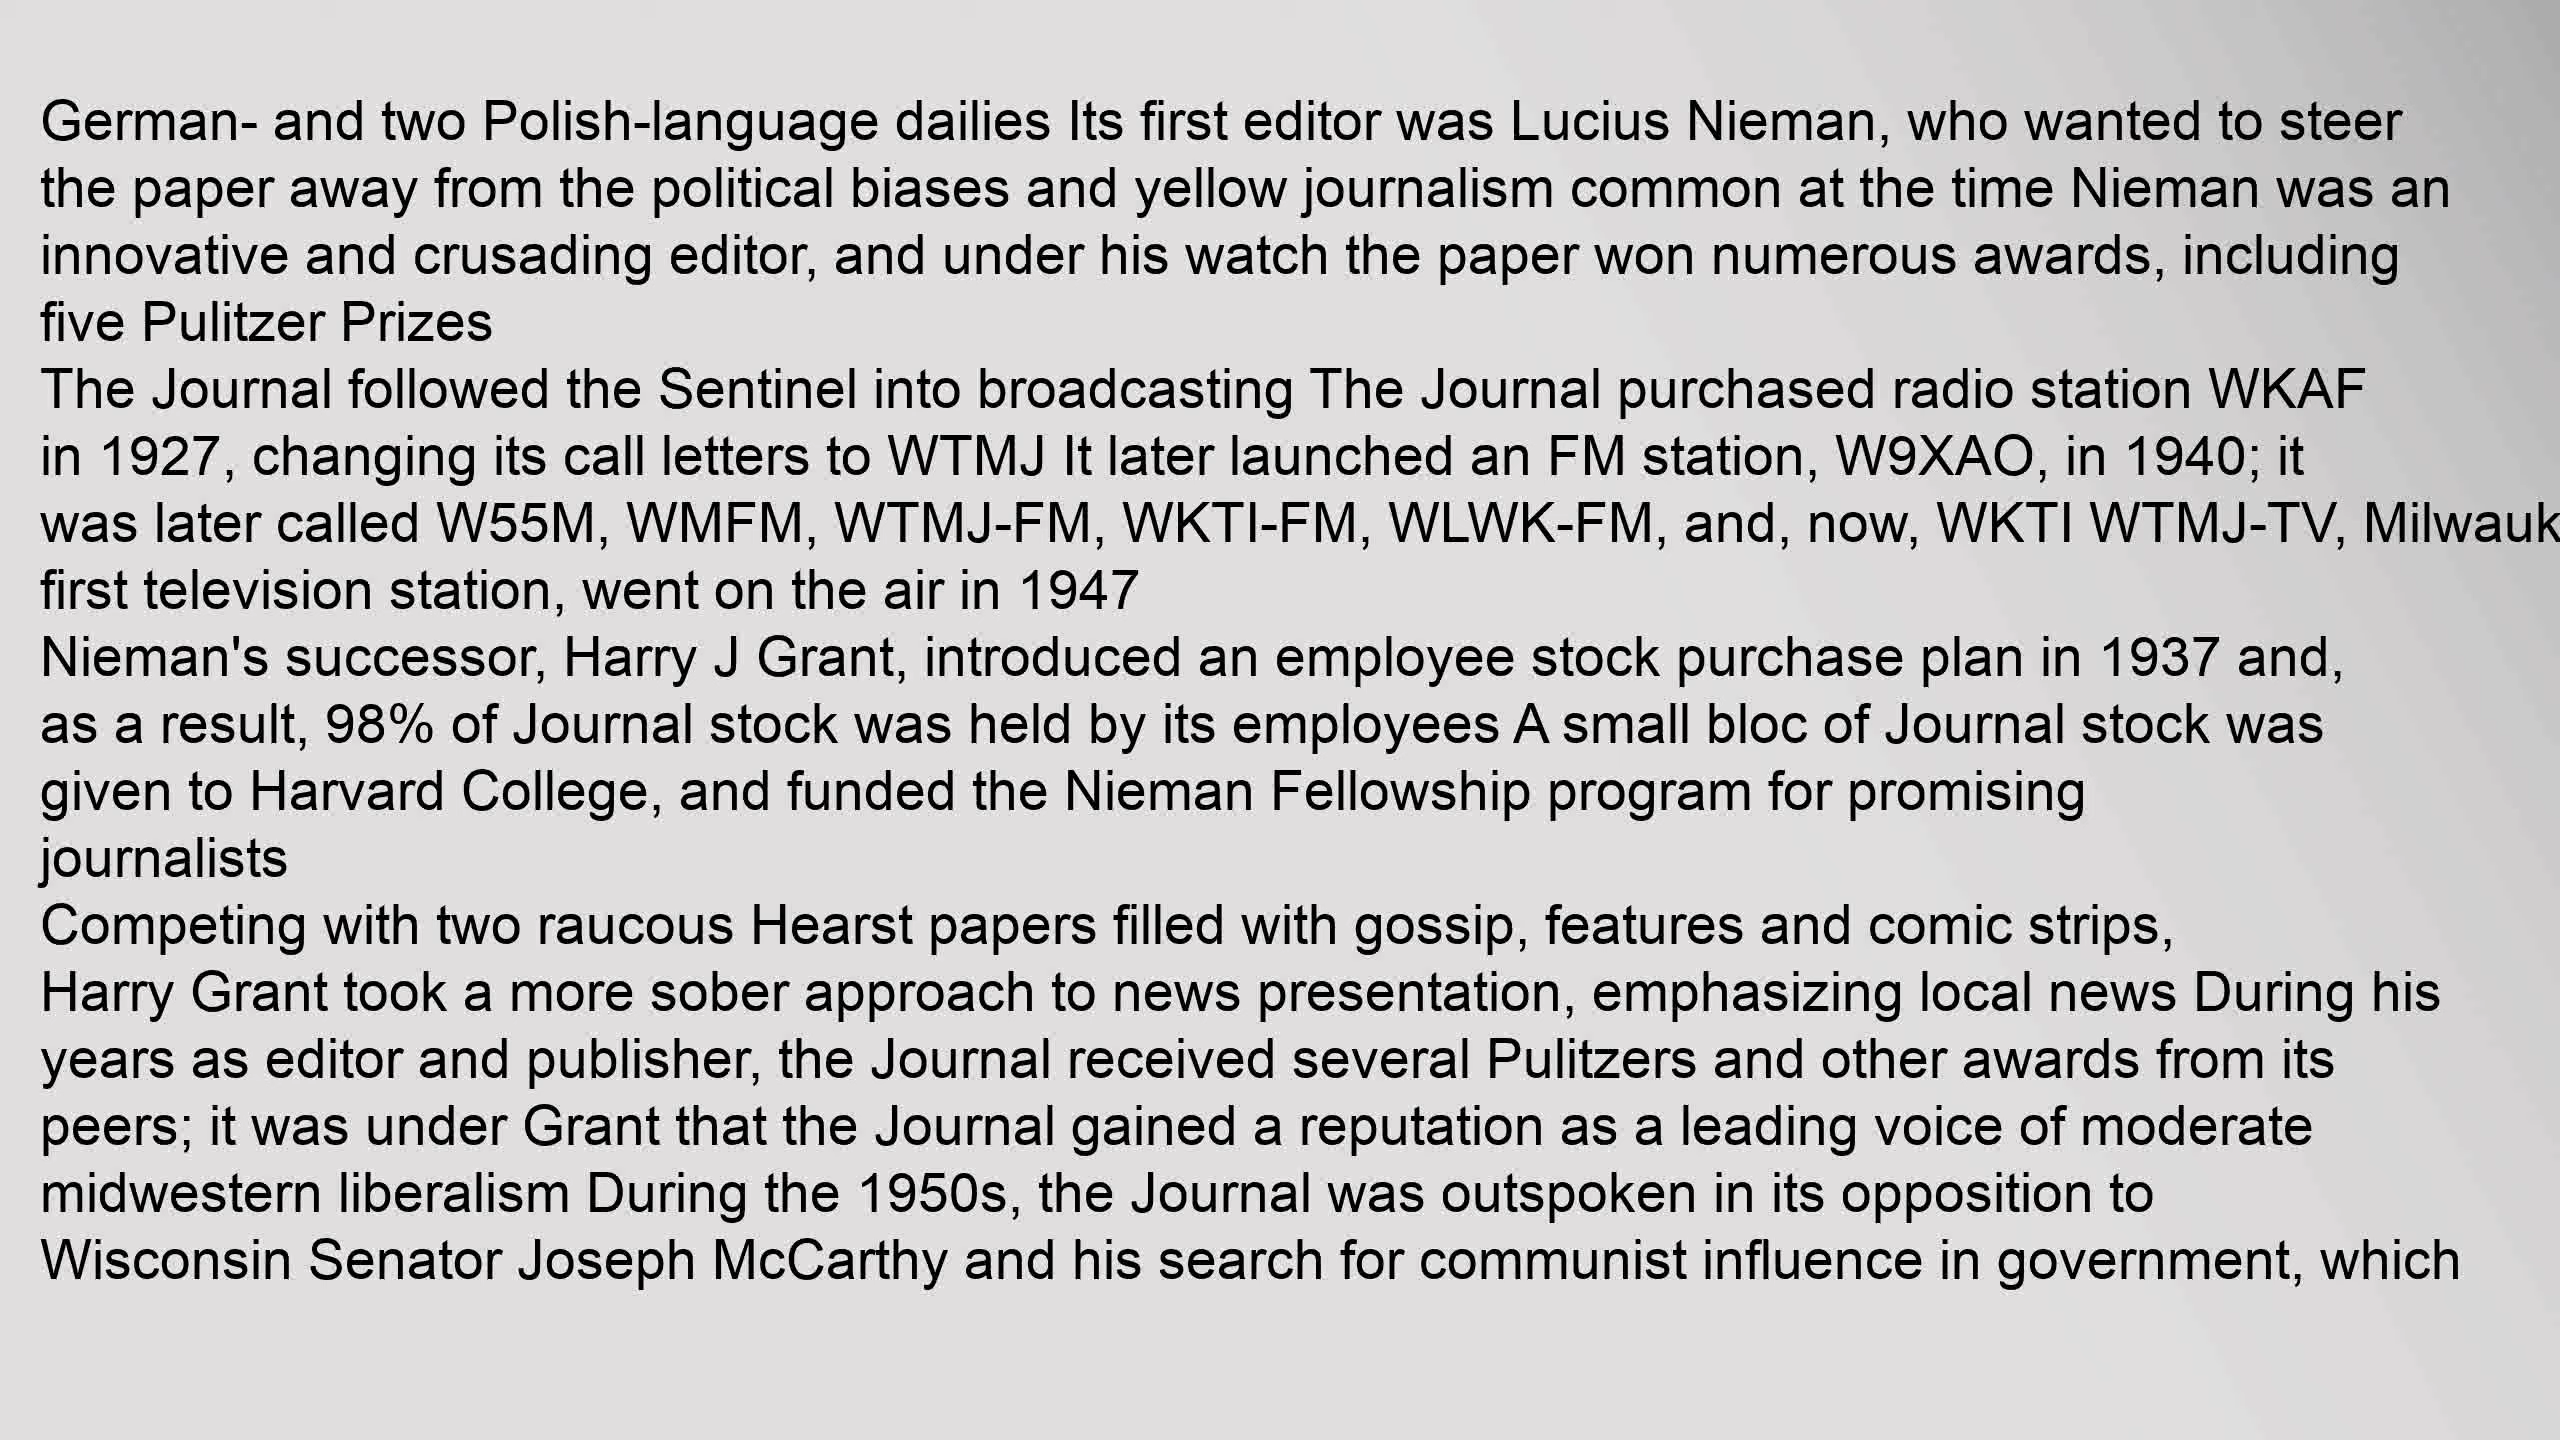 German- and two Polish-language dailies Its first editor was Lucius Nieman, who wanted to steer
the paper away from the political biases and yellow journalism common at the time Nieman was an
innovative and crusading editor, and under his watch the paper won numerous awards, including
five Pulitzer Prizes
The Journal followed the Sentinel into broadcasting The Journal purchased radio station WKAF
in 1927, changing its call letters to WTMJ It later launched an FM station, W9XAO, in 1940; it
was later called W55M, WMFM, WTMJ-FM, WKTI-FM, WLWK-FM, and, now, WKTI WTMJ-TV, Milwauk
first television station, went on the air in 1947
Nieman's successor, Harry J Grant, introduced an employee stock purchase plan in 1937 and,
as a result, 98% of Journal stock was held by its employees A small bloc of Journal stock was
given to Harvard College, and funded the Nieman Fellowship program for promising
journalists
Competing with two raucous Hearst papers filled with gossip, features and comic strips,
Harry Grant took a more sober approach to news presentation, emphasizing local news During his
years as editor and publisher, the Journal received several Pulitzers and other awards from its
peers; it was under Grant that the Journal gained a reputation as a leading voice of moderate
midwestern liberalism During the 1950s, the Journal was outspoken in its opposition to
Wisconsin Senator Joseph McCarthy and his search for communist influence in government, which